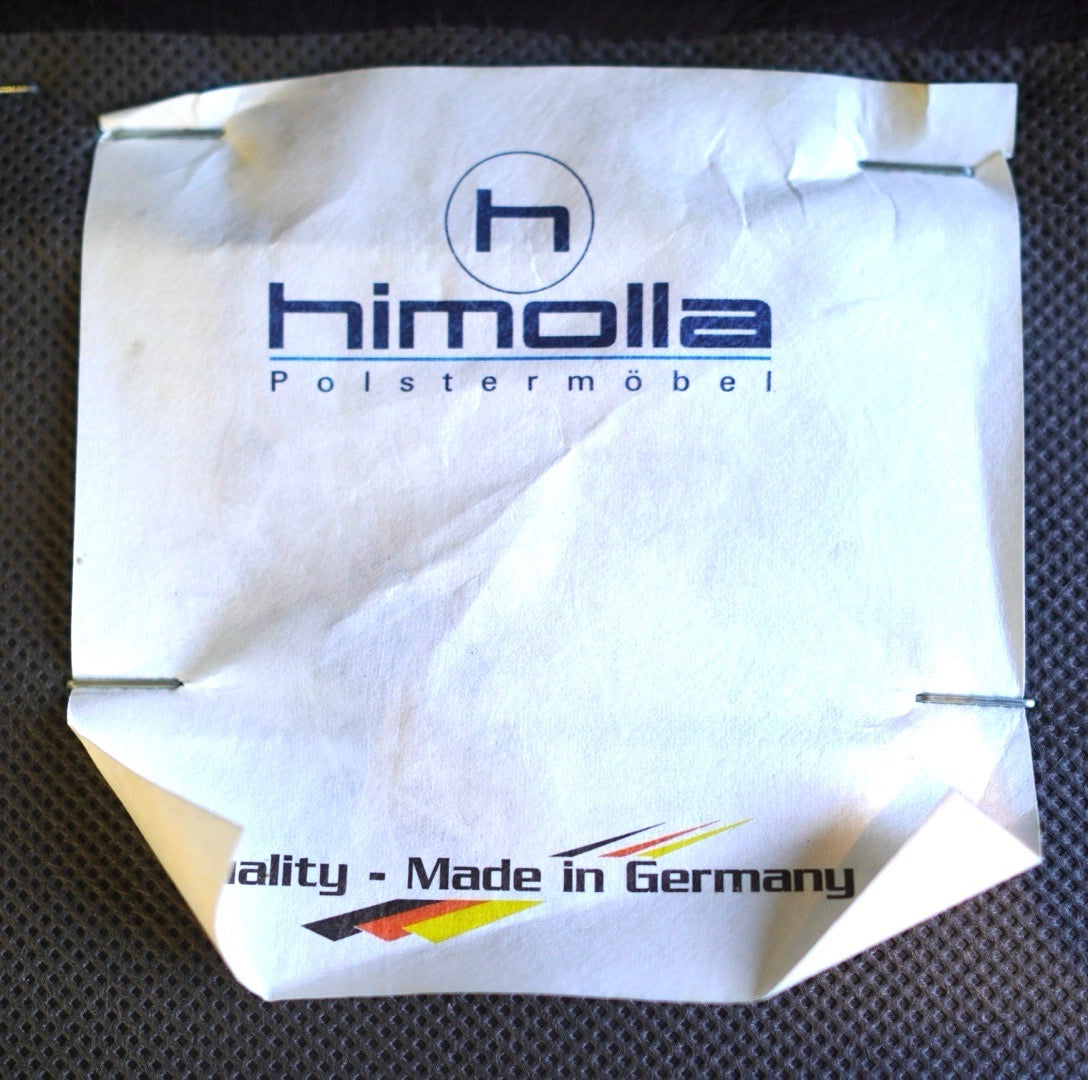 h
himolla
Polstermöbel
uality - Made in Germany